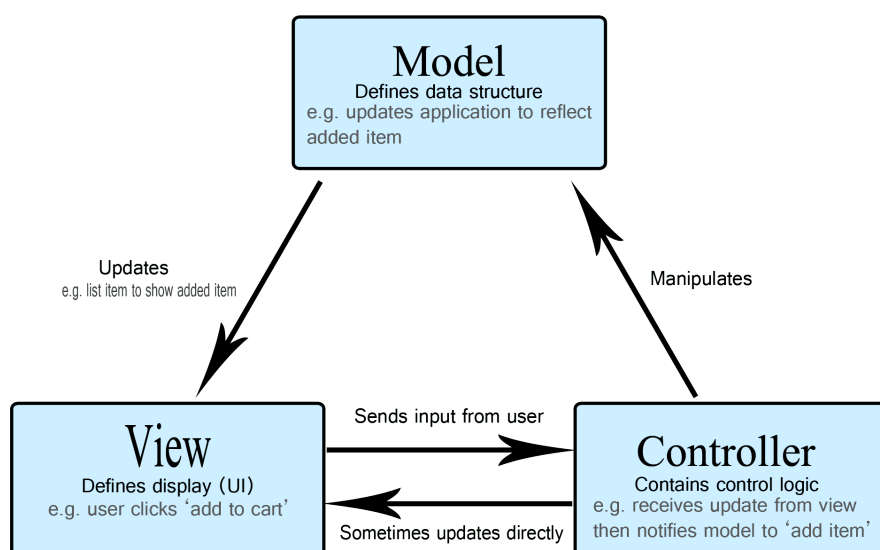 Model
Defines data structure
e.g. updates application to reflect
added item
Updates
e.g. list item to show added item
Manipulates
View
Defines display (UI)
e.g. user clicks ‘add to cart’
Sends input from user
Sometimes updates directly
Controller
Contains control logic
e.g. receives update from view
then notifies model to ‘add item’